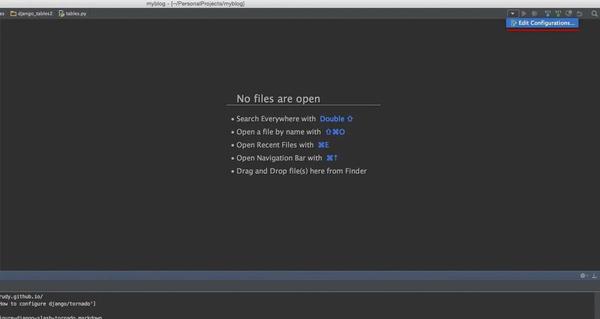 myblog - [~/PersonalProjects/myblog]
django_tables2 tables.py
Edit Configurations...
No files are open
• Search Everywhere with Double ⇧
• Open a file by name with ⇧⌘O
• Open Recent Files with ⌘E
• Open Navigation Bar with ⌘↑
• Drag and Drop file(s) here from Finder
rudy.github.io/
How to configure django/tornado']